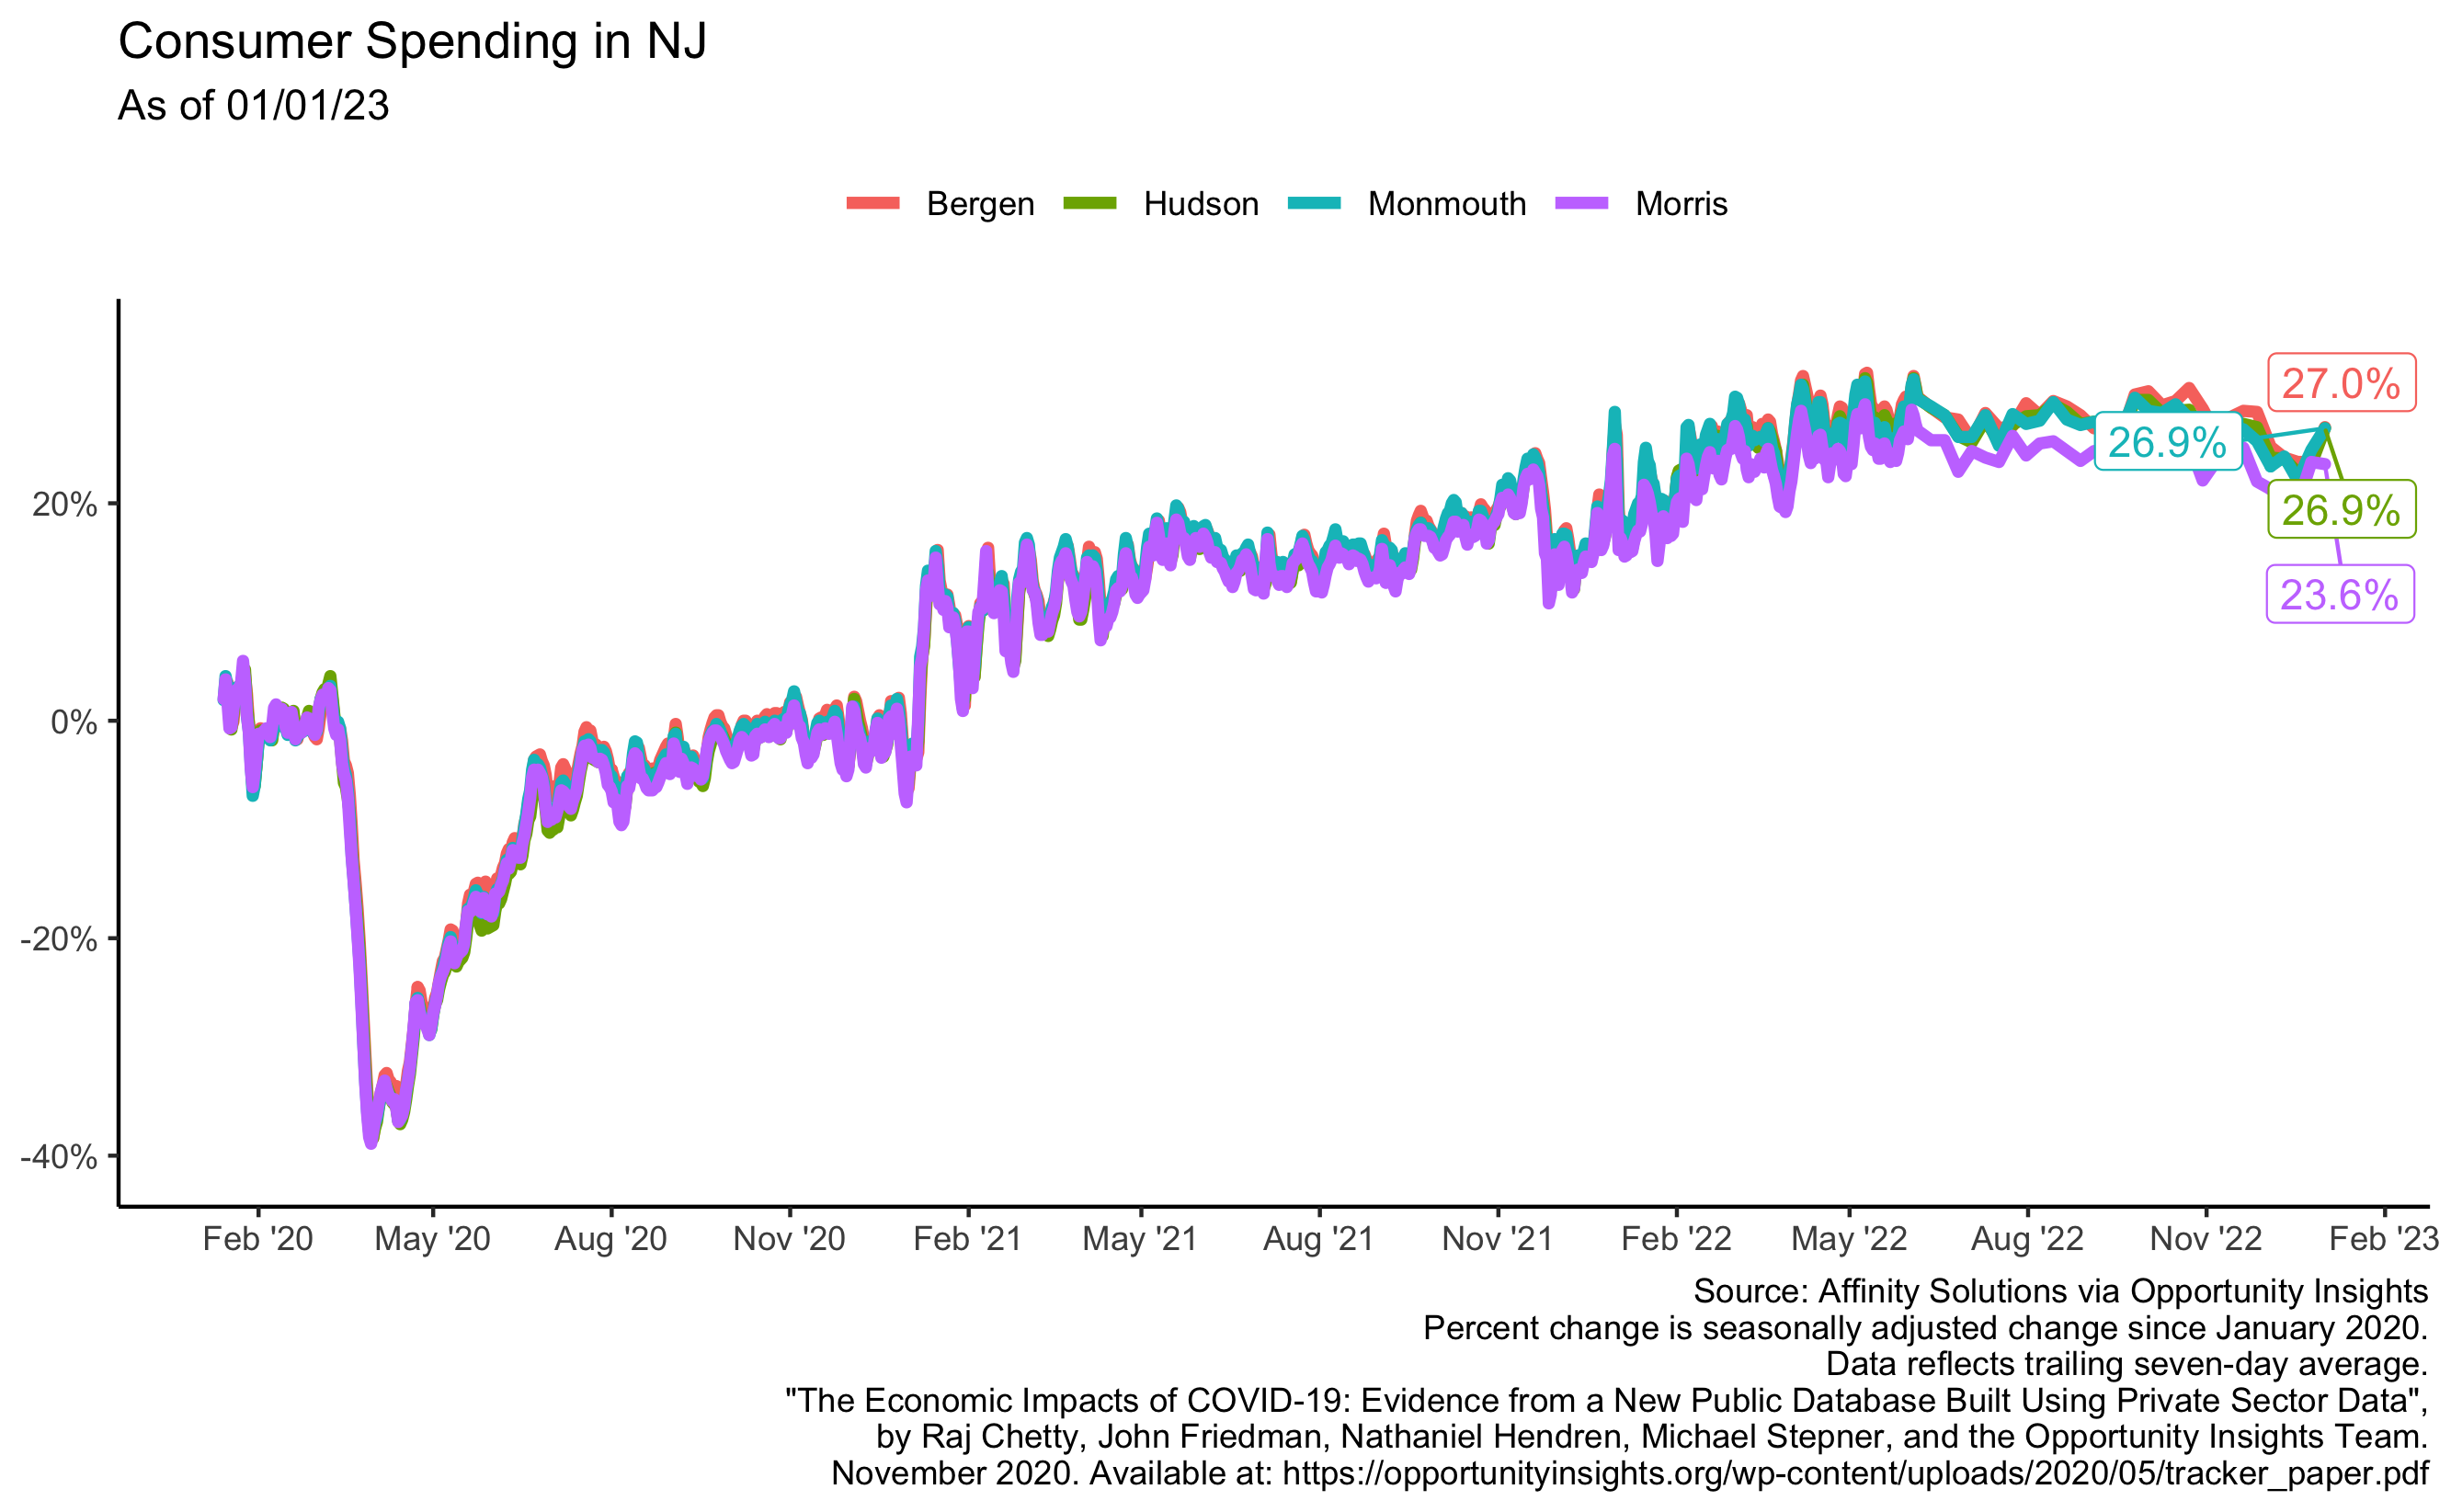 Consumer Spending in NJ
As of 01/01/23
Bergen Hudson Monmouth Morris
27.0%
26.9%
26.9%
23.6%
20%
0%
-20%
-40%
Feb '20 May '20 Aug '20 Nov '20 Feb '21 May '21 Aug '21 Nov '21 Feb '22 May '22 Aug '22 Nov '22 Feb '23
Source: Affinity Solutions via Opportunity Insights
Percent change is seasonally adjusted change since January 2020.
Data reflects trailing seven-day average.
"The Economic Impacts of COVID-19: Evidence from a New Public Database Built Using Private Sector Data",
by Raj Chetty, John Friedman, Nathaniel Hendren, Michael Stepner, and the Opportunity Insights Team.
November 2020. Available at: https://opportunityinsights.org/wp-content/uploads/2020/05/tracker_paper.pdf